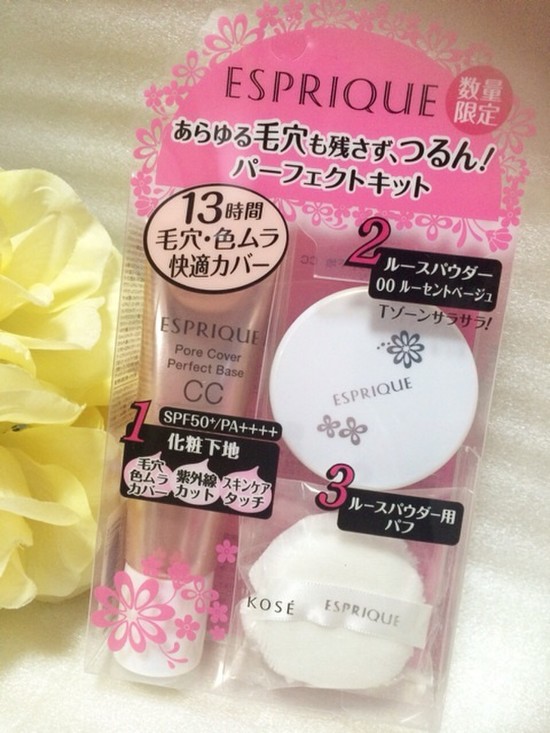 ESPRIQUE
数量
限定
あらゆる毛穴も残さず、つるん!
パーフェクトキット
13時間
毛穴・色ムラ
快適カバー
2
ルースパウダー
00 ルーセントベージュ
Tゾーンサラサラ!
ESPRIQUE
Pore Cover
Perfect Base
CC
ESPRIQUE
1
SPF50+/PA++++
化粧下地
毛穴
色ムラ
カバー
紫外線
カット
スキンケア
タッチ
3
ルースパウダー用
パフ
KOSÉ ESPRIQUE